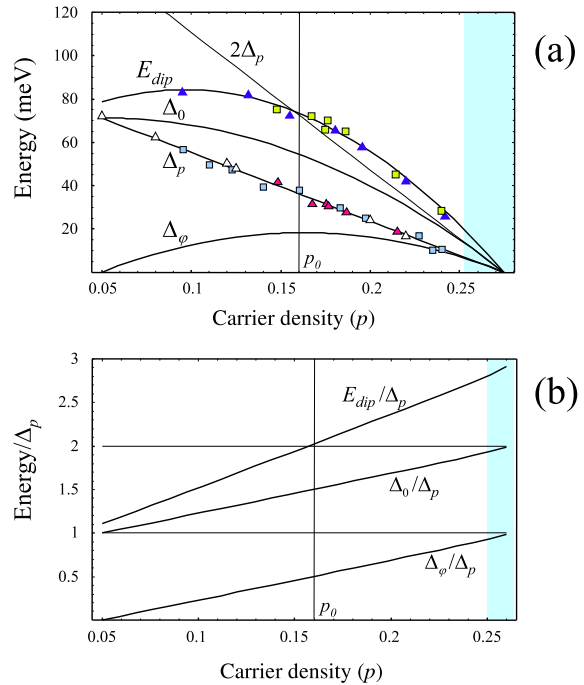 120
100
80
60
40
20
Energy (meV)
(a)
2Δp
Edip
Δ0
Δp
Δφ
p0
0.05 0.1 0.15 0.2 0.25
Carrier density (p)
3
2.5
2
1.5
1
0.5
Energy/Δp
(b)
Edip/Δp
Δ0/Δp
Δφ/Δp
p0
0.05 0.1 0.15 0.2 0.25
Carrier density (p)